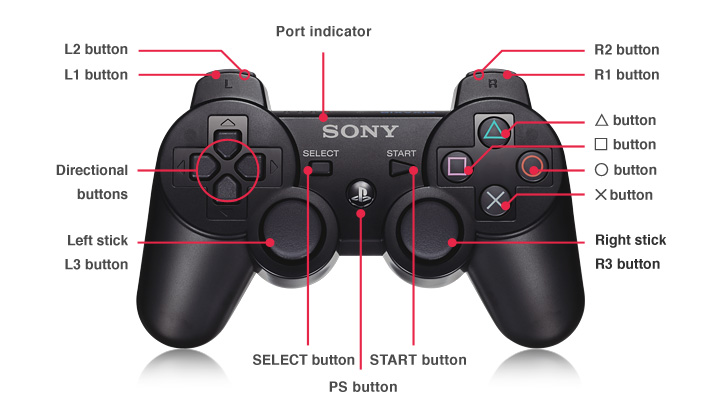 Port indicator
L2 button
L1 button
R2 button
R1 button
L
R
SONY
SELECT
START
△ button
□ button
○ button
✕ button
Directional
buttons
Left stick
L3 button
Right stick
R3 button
SELECT button
START button
PS button